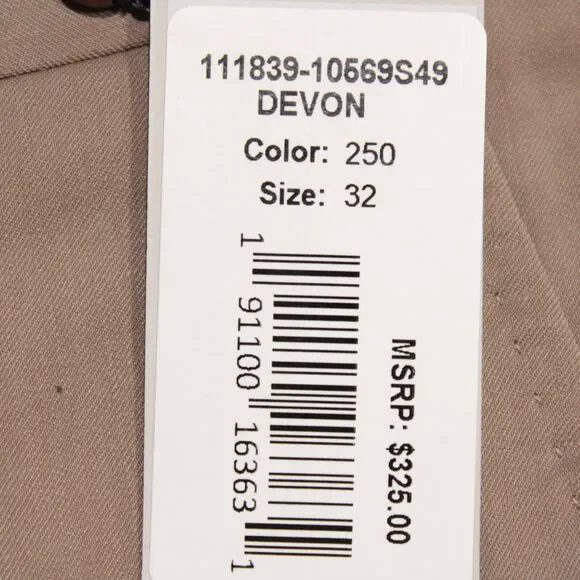 111839-10569S49
DEVON
Color: 250
Size: 32
1 91100 16363 1
MSRP: $325.00